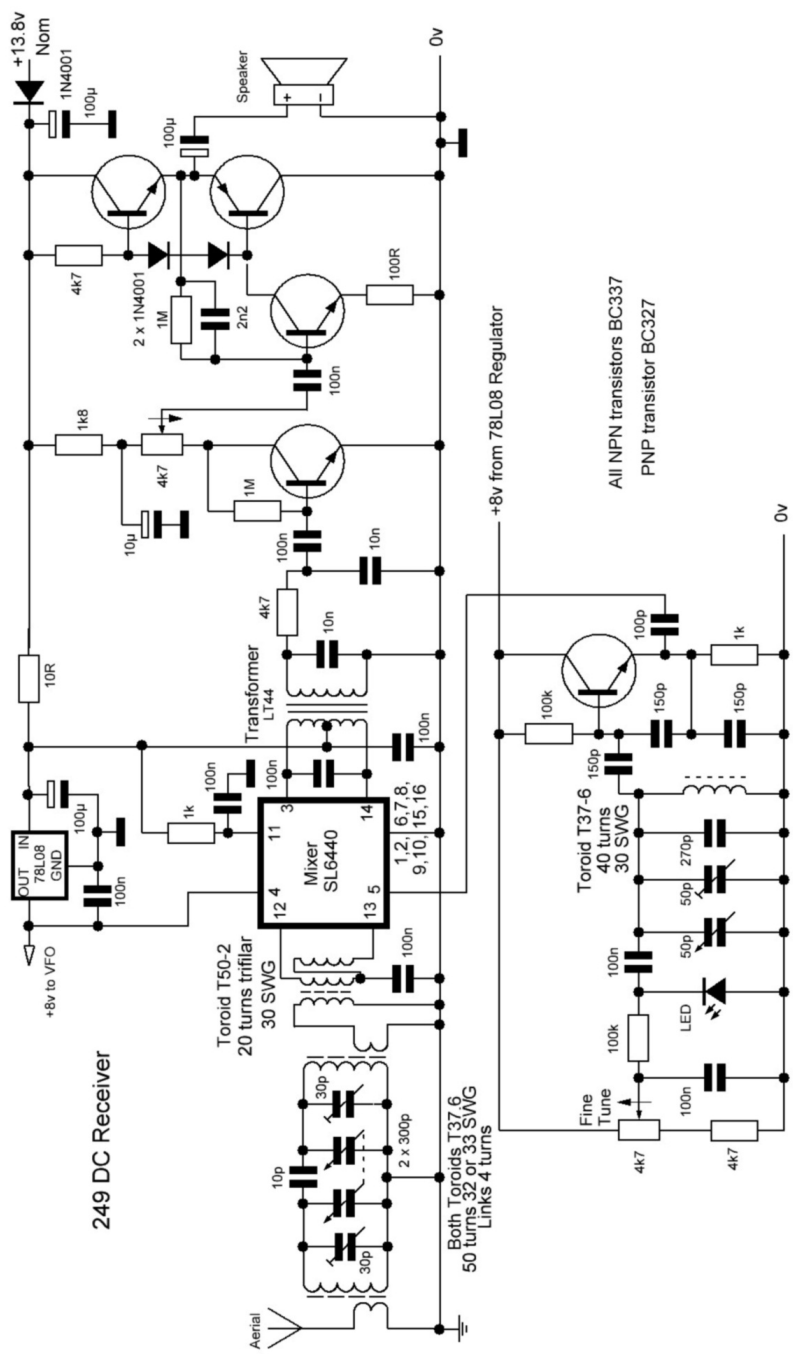 249 DC Receiver
+13.8v
Nom
1N4001
100µ
Speaker
+
−
0v
100µ
4k7
2 x 1N4001
1M
2n2
100R
100n
1k8
4k7
10µ
1M
100n
10n
4k7
10n
Transformer
LT44
10R
100n
100n
100n
1k
100µ
OUT IN
78L08
GND
100n
+8v to VFO
Mixer
SL6440
3
14
11
4
12
13
5
1,2, 6,7,8,
9,10, 15,16
Toroid T50-2
20 turns trifilar
30 SWG
100n
30p
10p
2 x 300p
30p
Both Toroids T37,6
50 turns 32 or 33 SWG
Links 4 turns
Aerial
+8v from 78L08 Regulator
All NPN transistors BC337
PNP transistor BC327
0v
100p
1k
100k
150p
150p
150p
Toroid T37-6
40 turns
30 SWG
270p
50p
50p
100n
LED
100k
100n
Fine
Tune
4k7
4k7